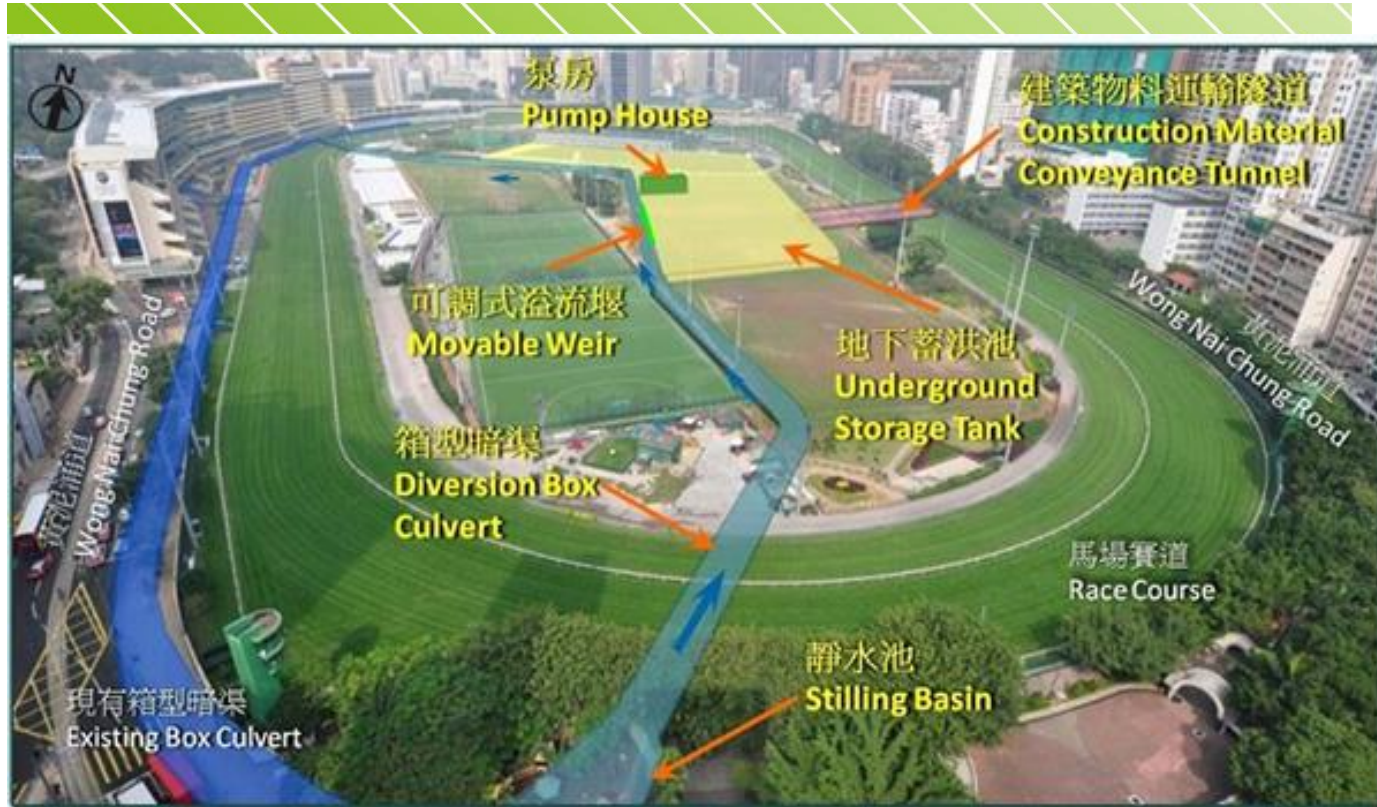 N
泵房
Pump House
建築物料運輸隧道
Construction Material
Conveyance Tunnel
可調式溢流堰
Movable Weir
地下蓄洪池
Underground
Storage Tank
黃泥涌道
Wong Nai Chung Road
黃泥涌道
Wong Nai Chung Road
箱型暗渠
Diversion Box
Culvert
馬場賽道
Race Course
靜水池
Stilling Basin
現有箱型暗渠
Existing Box Culvert